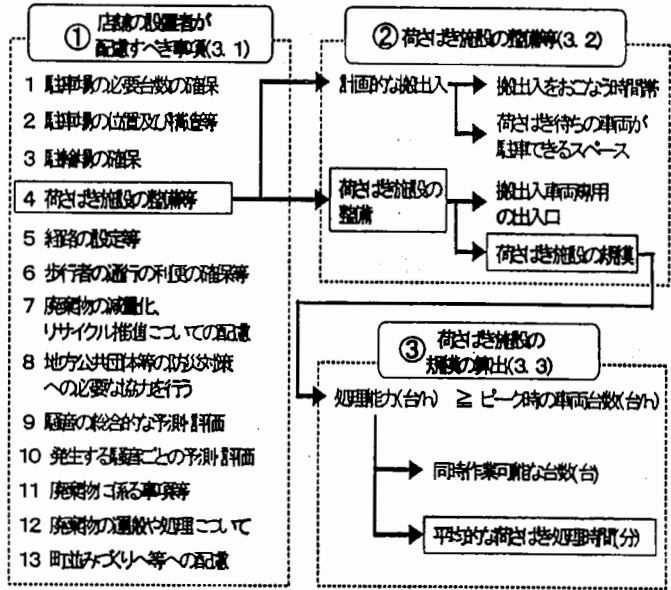 ① 店舗の設置者が
配慮すべき事項(3.1)
1 駐車場の必要台数の確保
2 駐車場の位置及び構造等
3 駐輪場の確保
4 荷さばき施設の整備等
5 経路の設定等
6 歩行者の通行の利便の確保等
7 廃棄物の減量化、
リサイクル推進についての配慮
8 地方公共団体等の防災対策
への必要な協力を行う
9 騒音の総合的な予測・評価
10 発生する騒音ごとの予測・評価
11 廃棄物に係る事項等
12 廃棄物の運搬や処理について
13 町並みづくりへ等への配慮
② 荷さばき施設の整備等(3.2)
計画的な搬出入
搬出入をおこなう時間帯
荷さばき待ちの車両が
駐車できるスペース
荷さばき施設の
整備
搬出入車両専用
の出入口
荷さばき施設の規模
③ 荷さばき施設の
規模の算出(3.3)
処理能力(台/h) ≧ ピーク時の車両台数(台/h)
同時作業可能な台数(台)
平均的な荷さばき処理時間(分)